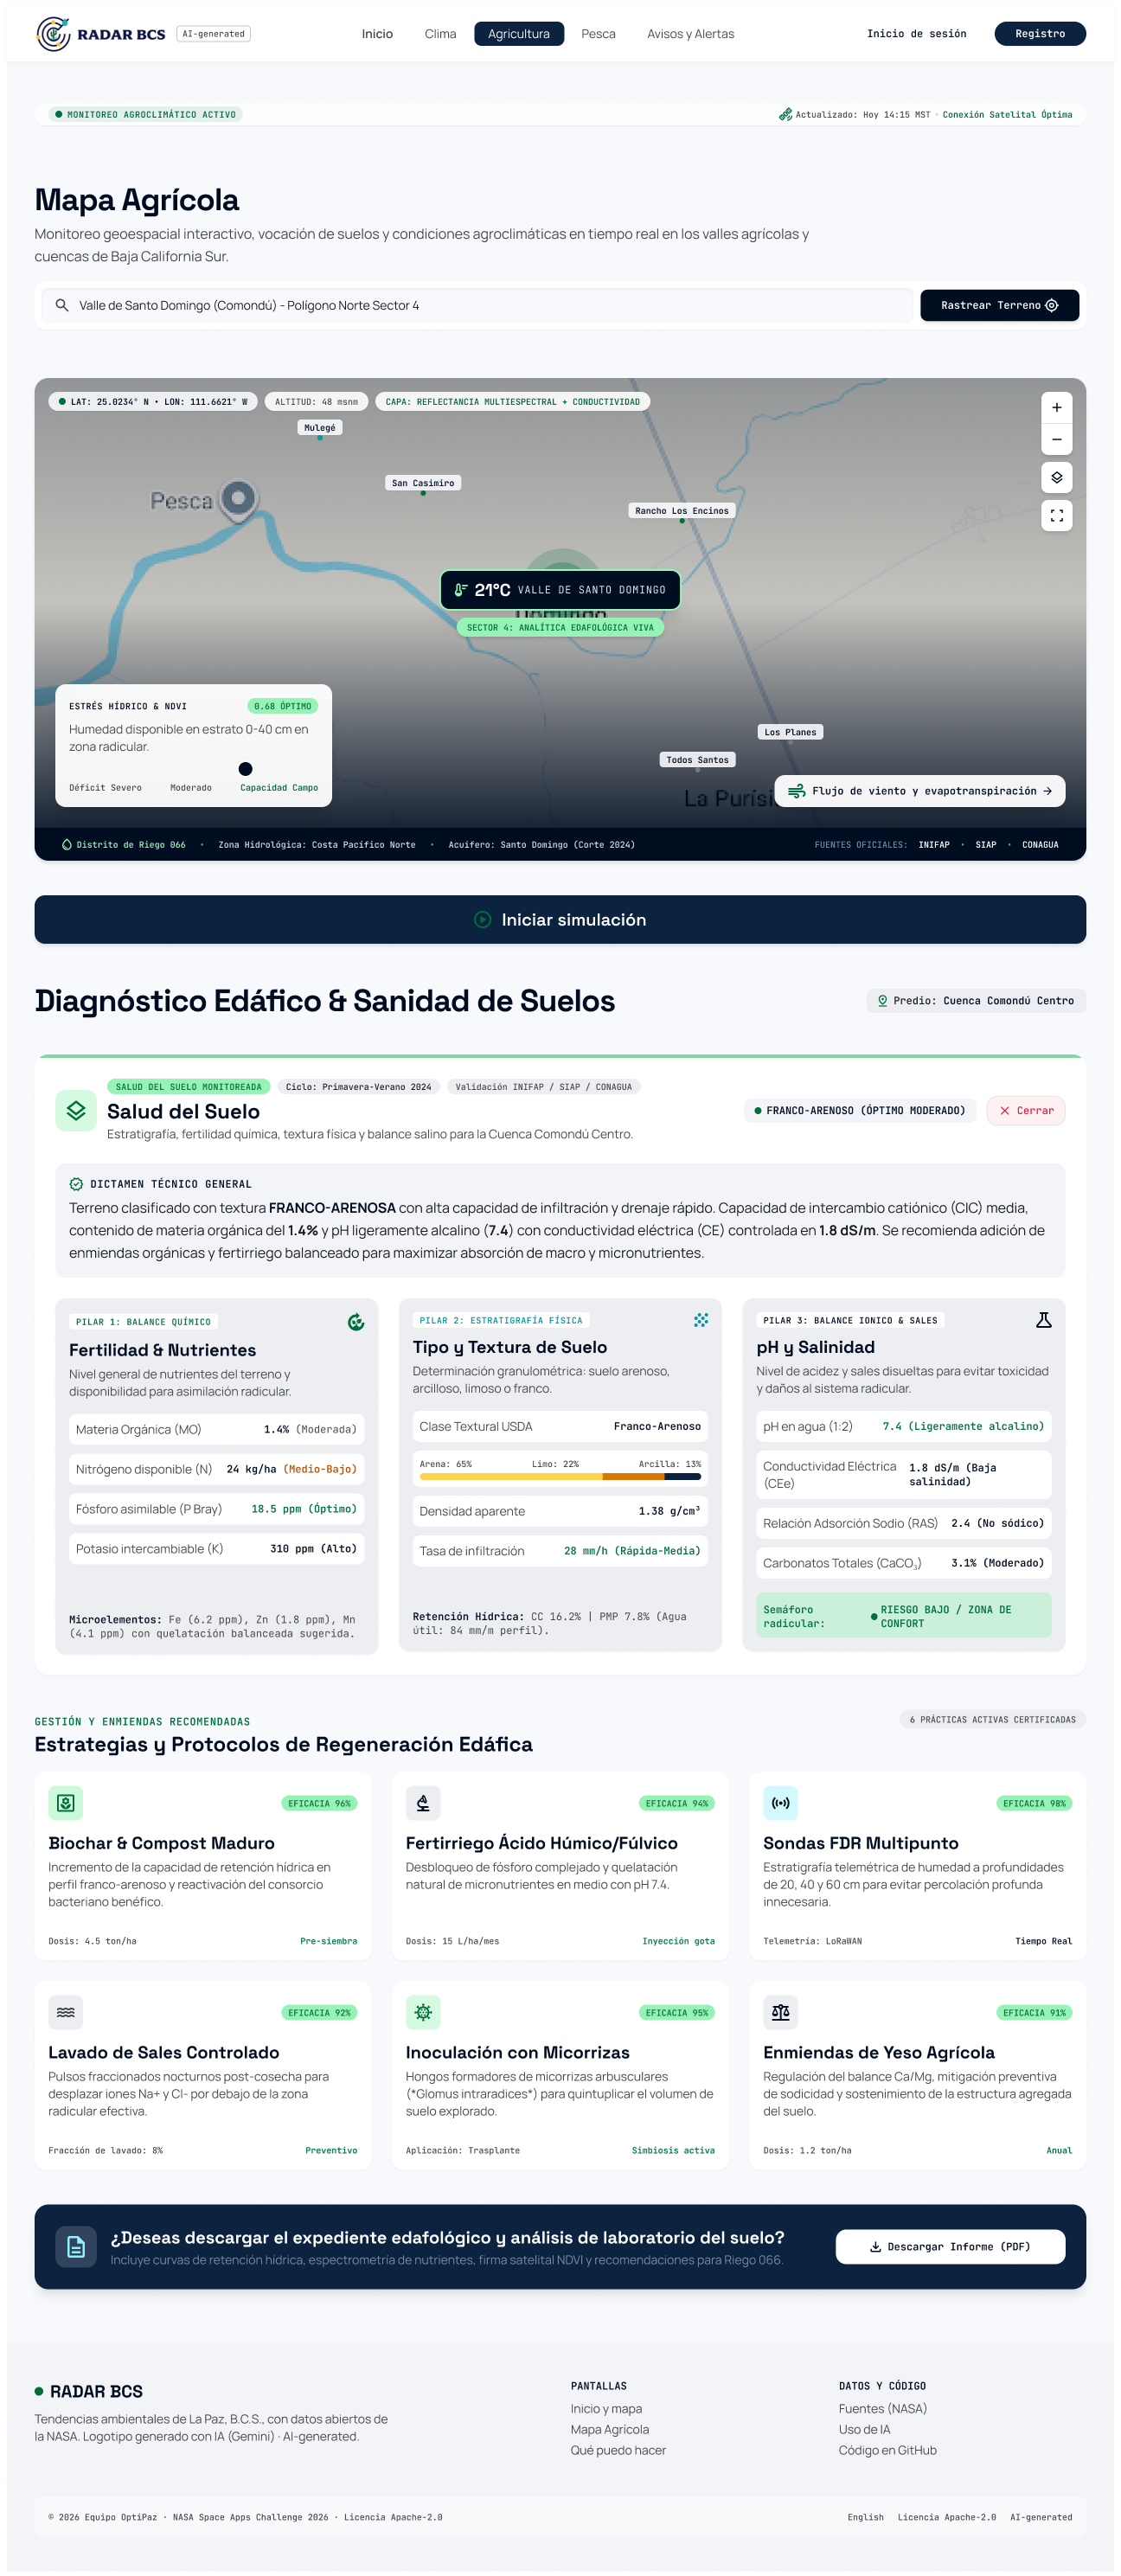 RADAR BCS
AI-generated
Inicio
Clima
Agricultura
Pesca
Avisos y Alertas
Inicio de sesión
Registro
MONITOREO AGROCLIMÁTICO ACTIVO
Actualizado: Hoy 14:15 MST · Conexión Satelital Óptima
Mapa Agrícola
Monitoreo geoespacial interactivo, vocación de suelos y condiciones agroclimáticas en tiempo real en los valles agrícolas y
cuencas de Baja California Sur.
Valle de Santo Domingo (Comondú) - Polígono Norte Sector 4
Rastrear Terreno
LAT: 25.0234° N • LON: 111.6621° W
ALTITUD: 48 msnm
CAPA: REFLECTANCIA MULTIESPECTRAL + CONDUCTIVIDAD
Mulegé
San Casimiro
Pesca
Rancho Los Encinos
21°C VALLE DE SANTO DOMINGO
Domingo
SECTOR 4: ANALÍTICA EDAFOLÓGICA VIVA
ESTRÉS HÍDRICO & NDVI
0.68 ÓPTIMO
Humedad disponible en estrato 0-40 cm en
zona radicular.
Déficit Severo
Moderado
Capacidad Campo
Los Planes
Todos Santos
La Purísi
Flujo de viento y evapotranspiración →
Distrito de Riego 066 • Zona Hidrológica: Costa Pacífico Norte • Acuífero: Santo Domingo (Corte 2024)
FUENTES OFICIALES: INIFAP • SIAP • CONAGUA
Iniciar simulación
Diagnóstico Edáfico & Sanidad de Suelos
Predio: Cuenca Comondú Centro
SALUD DEL SUELO MONITOREADA
Ciclo: Primavera-Verano 2024
Validación INIFAP / SIAP / CONAGUA
Salud del Suelo
Estratigrafía, fertilidad química, textura física y balance salino para la Cuenca Comondú Centro.
FRANCO-ARENOSO (ÓPTIMO MODERADO)
Cerrar
DICTAMEN TÉCNICO GENERAL
Terreno clasificado con textura FRANCO-ARENOSA con alta capacidad de infiltración y drenaje rápido. Capacidad de intercambio catiónico (CIC) media,
contenido de materia orgánica del 1.4% y pH ligeramente alcalino (7.4) con conductividad eléctrica (CE) controlada en 1.8 dS/m. Se recomienda adición de
enmiendas orgánicas y fertirriego balanceado para maximizar absorción de macro y micronutrientes.
PILAR 1: BALANCE QUÍMICO
Fertilidad & Nutrientes
Nivel general de nutrientes del terreno y
disponibilidad para asimilación radicular.
Materia Orgánica (MO) 1.4% (Moderada)
Nitrógeno disponible (N) 24 kg/ha (Medio-Bajo)
Fósforo asimilable (P Bray) 18.5 ppm (Óptimo)
Potasio intercambiable (K) 310 ppm (Alto)
Microelementos: Fe (6.2 ppm), Zn (1.8 ppm), Mn
(4.1 ppm) con quelatación balanceada sugerida.
PILAR 2: ESTRATIGRAFÍA FÍSICA
Tipo y Textura de Suelo
Determinación granulométrica: suelo arenoso,
arcilloso, limoso o franco.
Clase Textural USDA Franco-Arenoso
Arena: 65% Limo: 22% Arcilla: 13%
Densidad aparente 1.38 g/cm³
Tasa de infiltración 28 mm/h (Rápida-Media)
Retención Hídrica: CC 16.2% | PMP 7.8% (Agua
útil: 84 mm/m perfil).
PILAR 3: BALANCE IONICO & SALES
pH y Salinidad
Nivel de acidez y sales disueltas para evitar toxicidad
y daños al sistema radicular.
pH en agua (1:2) 7.4 (Ligeramente alcalino)
Conductividad Eléctrica
(CEe)
1.8 dS/m (Baja
salinidad)
Relación Adsorción Sodio (RAS) 2.4 (No sódico)
Carbonatos Totales (CaCO₃) 3.1% (Moderado)
Semáforo
radicular:
RIESGO BAJO / ZONA DE
CONFORT
GESTIÓN Y ENMIENDAS RECOMENDADAS
Estrategias y Protocolos de Regeneración Edáfica
6 PRÁCTICAS ACTIVAS CERTIFICADAS
EFICACIA 96%
Biochar & Compost Maduro
Incremento de la capacidad de retención hídrica en
perfil franco-arenoso y reactivación del consorcio
bacteriano benéfico.
Dosis: 4.5 ton/ha
Pre-siembra
EFICACIA 94%
Fertirriego Ácido Húmico/Fúlvico
Desbloqueo de fósforo complejado y quelatación
natural de micronutrientes en medio con pH 7.4.
Dosis: 15 L/ha/mes
Inyección gota
EFICACIA 98%
Sondas FDR Multipunto
Estratigrafía telemétrica de humedad a profundidades
de 20, 40 y 60 cm para evitar percolación profunda
innecesaria.
Telemetría: LoRaWAN
Tiempo Real
EFICACIA 92%
Lavado de Sales Controlado
Pulsos fraccionados nocturnos post-cosecha para
desplazar iones Na+ y Cl- por debajo de la zona
radicular efectiva.
Fracción de lavado: 8%
Preventivo
EFICACIA 95%
Inoculación con Micorrizas
Hongos formadores de micorrizas arbusculares
(*Glomus intraradices*) para quintuplicar el volumen de
suelo explorado.
Aplicación: Trasplante
Simbiosis activa
EFICACIA 91%
Enmiendas de Yeso Agrícola
Regulación del balance Ca/Mg, mitigación preventiva
de sodicidad y sostenimiento de la estructura agregada
del suelo.
Dosis: 1.2 ton/ha
Anual
¿Deseas descargar el expediente edafológico y análisis de laboratorio del suelo?
Incluye curvas de retención hídrica, espectrometría de nutrientes, firma satelital NDVI y recomendaciones para Riego 066.
Descargar Informe (PDF)
RADAR BCS
Tendencias ambientales de La Paz, B.C.S., con datos abiertos de
la NASA. Logotipo generado con IA (Gemini) · AI-generated.
PANTALLAS
Inicio y mapa
Mapa Agrícola
Qué puedo hacer
DATOS Y CÓDIGO
Fuentes (NASA)
Uso de IA
Código en GitHub
© 2026 Equipo OptiPaz · NASA Space Apps Challenge 2026 · Licencia Apache-2.0
English
Licencia Apache-2.0
AI-generated